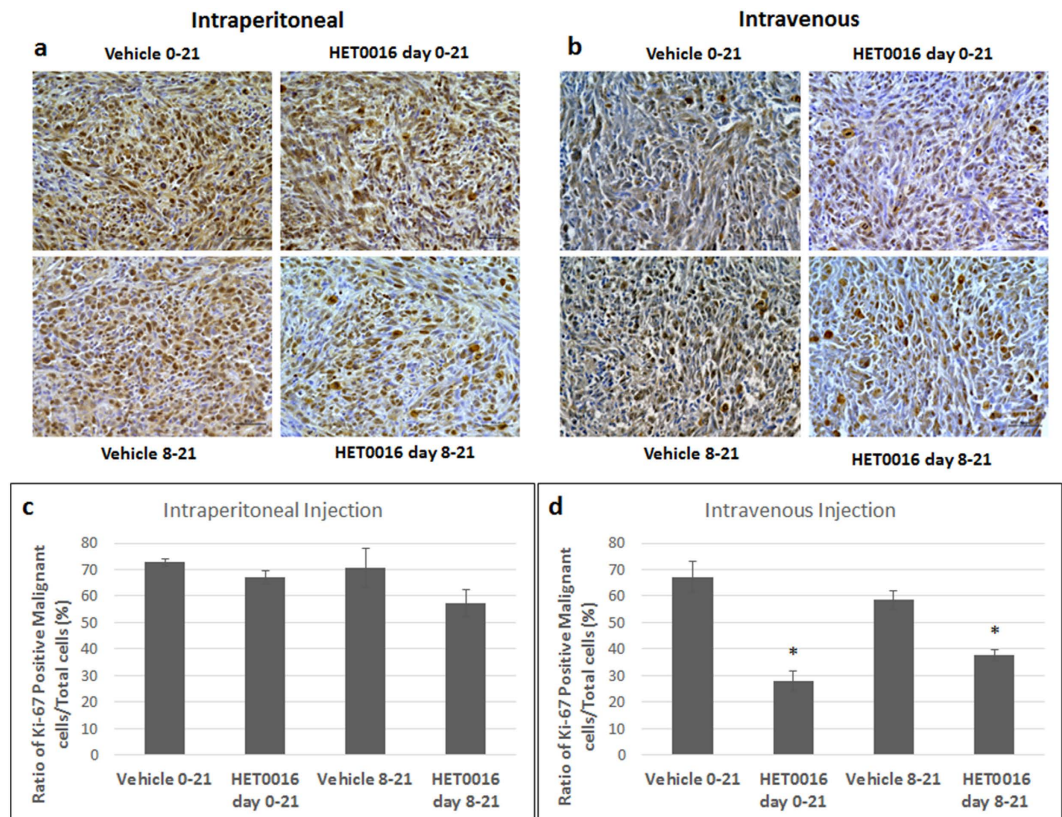 Intraperitoneal
Intravenous
a
Vehicle 0-21
HET0016 day 0-21
b
Vehicle 0-21
HET0016 day 0-21
Vehicle 8-21
HET0016 day 8-21
Vehicle 8-21
HET0016 day 8-21
c
Intraperitoneal Injection
Ratio of Ki-67 Positive Malignant
cells/Total cells (%)
80
70
60
50
40
30
20
10
0
Vehicle 0-21
HET0016
day 0-21
Vehicle 8-21
HET0016
day 8-21
d
Intravenous Injection
Ratio of Ki-67 Positive Malignant
cells/Total cells (%)
80
70
60
50
40
30
20
10
0
*
*
Vehicle 0-21
HET0016
day 0-21
Vehicle 8-21
HET0016
day 8-21